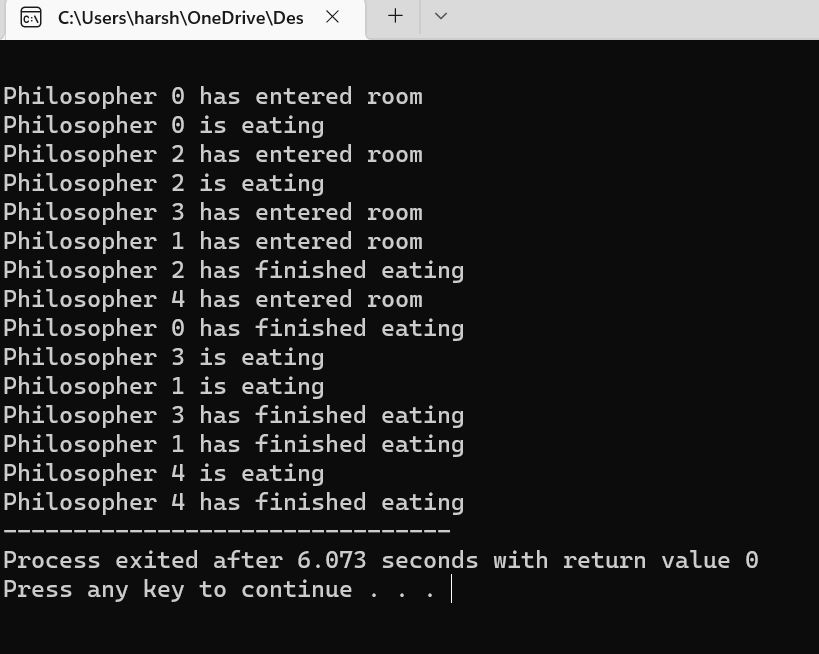 C:\Users\harsh\OneDrive\Des
Philosopher 0 has entered room
Philosopher 0 is eating
Philosopher 2 has entered room
Philosopher 2 is eating
Philosopher 3 has entered room
Philosopher 1 has entered room
Philosopher 2 has finished eating
Philosopher 4 has entered room
Philosopher 0 has finished eating
Philosopher 3 is eating
Philosopher 1 is eating
Philosopher 3 has finished eating
Philosopher 1 has finished eating
Philosopher 4 is eating
Philosopher 4 has finished eating
--------------------------------
Process exited after 6.073 seconds with return value 0
Press any key to continue . . .